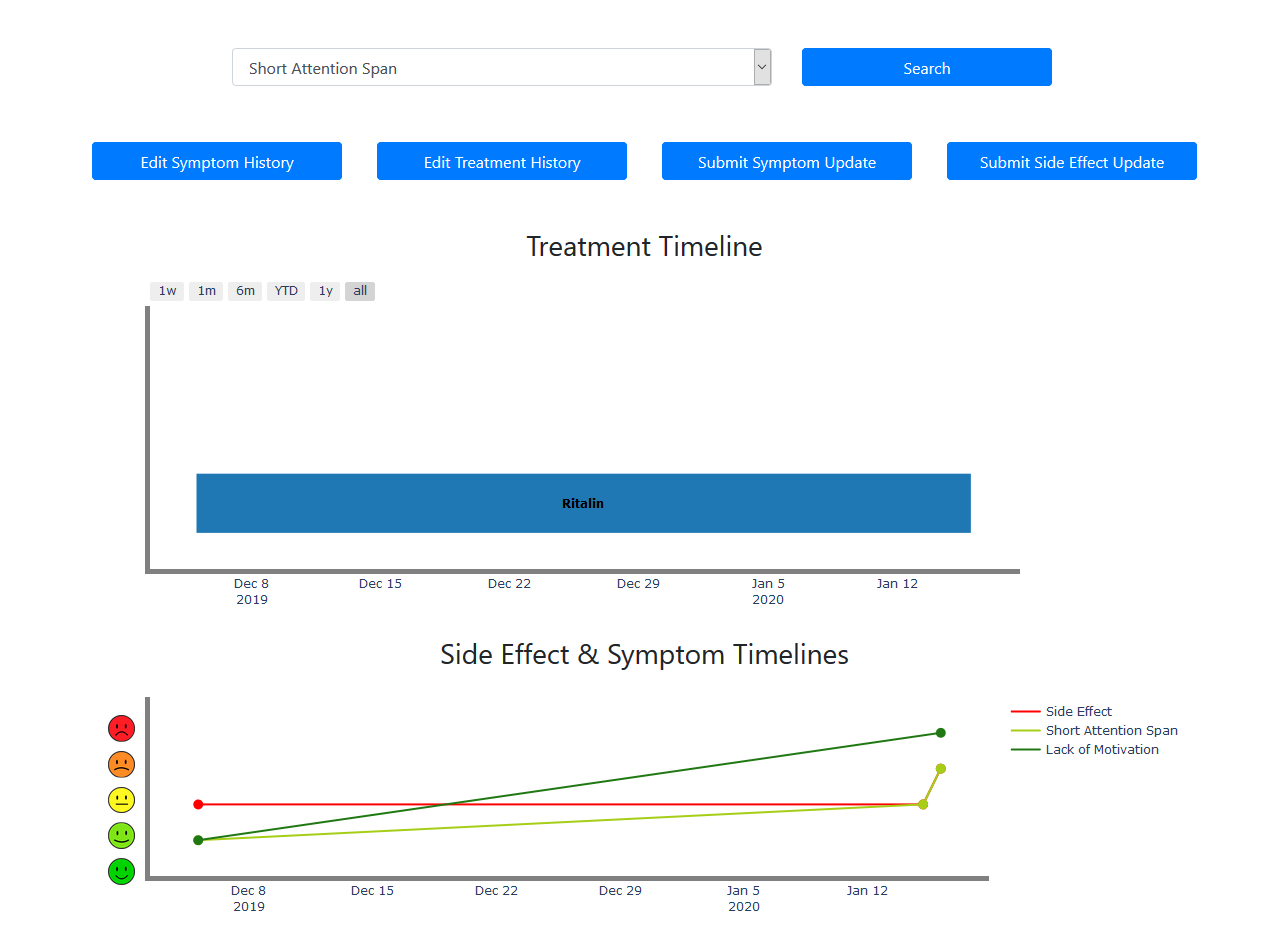 Short Attention Span
Search
Edit Symptom History
Edit Treatment History
Submit Symptom Update
Submit Side Effect Update
Treatment Timeline
1w 1m 6m YTD 1y all
Ritalin
Dec 8 Dec 15 Dec 22 Dec 29 Jan 5 Jan 12
2019 2020
Side Effect & Symptom Timelines
Side Effect
Short Attention Span
Lack of Motivation
Dec 8 Dec 15 Dec 22 Dec 29 Jan 5 Jan 12
2019 2020